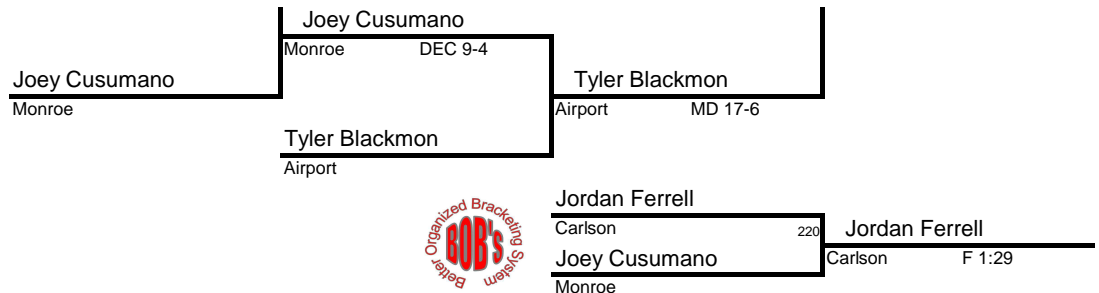 Joey Cusumano
Monroe DEC 9-4
Joey Cusumano
Monroe
Tyler Blackmon
Airport MD 17-6
Tyler Blackmon
Airport
Better Organized Bracketing System
BOB's
Jordan Ferrell
Carlson 220
Jordan Ferrell
Carlson F 1:29
Joey Cusumano
Monroe